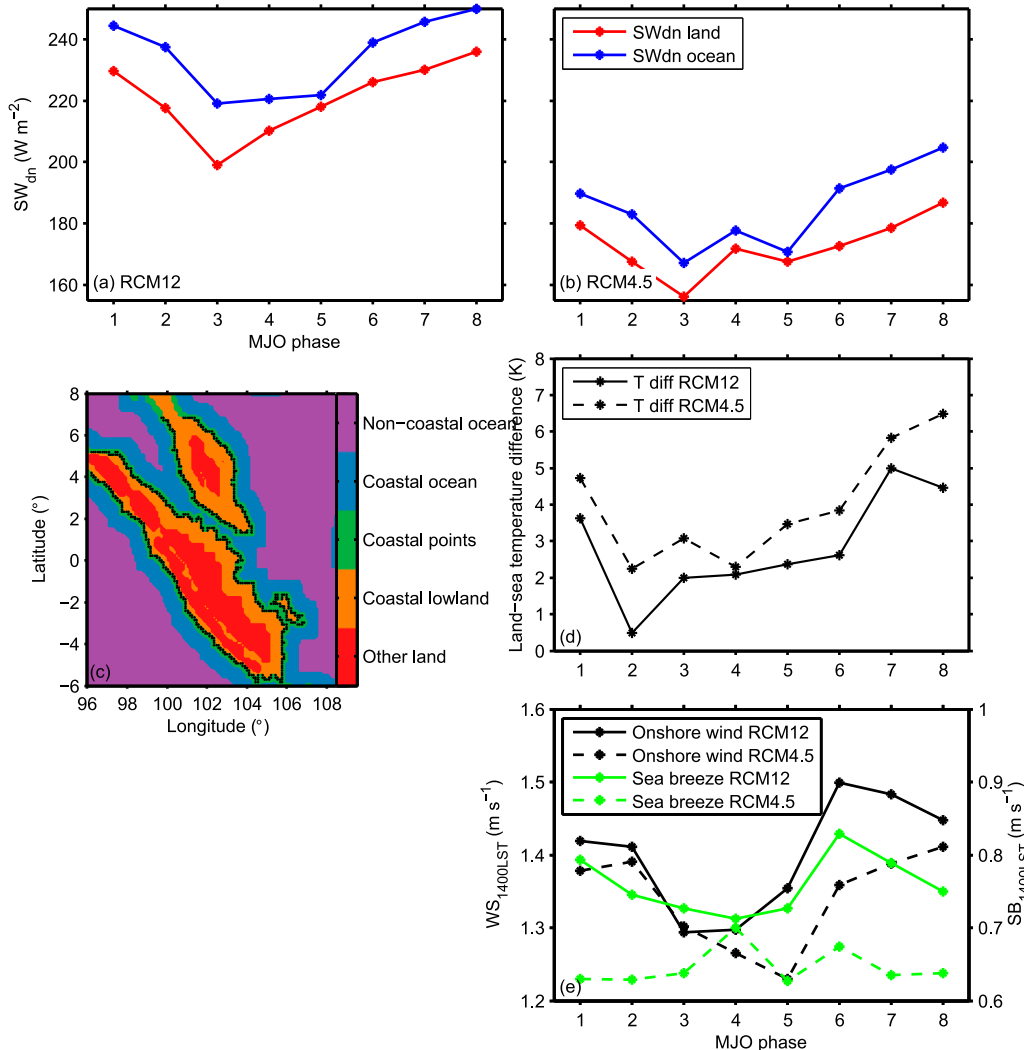 240
220
200
180
160
SW_dn (W m⁻²)
(a) RCM12
1 2 3 4 5 6 7 8
MJO phase
SWdn land
SWdn ocean
(b) RCM4.5
1 2 3 4 5 6 7 8
8
6
4
2
0
−2
−4
−6
Latitude (°)
(c)
96 98 100 102 104 106 108
Longitude (°)
Non−coastal ocean
Coastal ocean
Coastal points
Coastal lowland
Other land
8
7
6
5
4
3
2
1
0
Land−sea temperature difference (K)
T diff RCM12
T diff RCM4.5
(d)
1 2 3 4 5 6 7 8
1.6
1.5
1.4
1.3
1.2
WS_1400LST (m s⁻¹)
Onshore wind RCM12
Onshore wind RCM4.5
Sea breeze RCM12
Sea breeze RCM4.5
(e)
1
0.9
0.8
0.7
0.6
SB_1400LST (m s⁻¹)
1 2 3 4 5 6 7 8
MJO phase